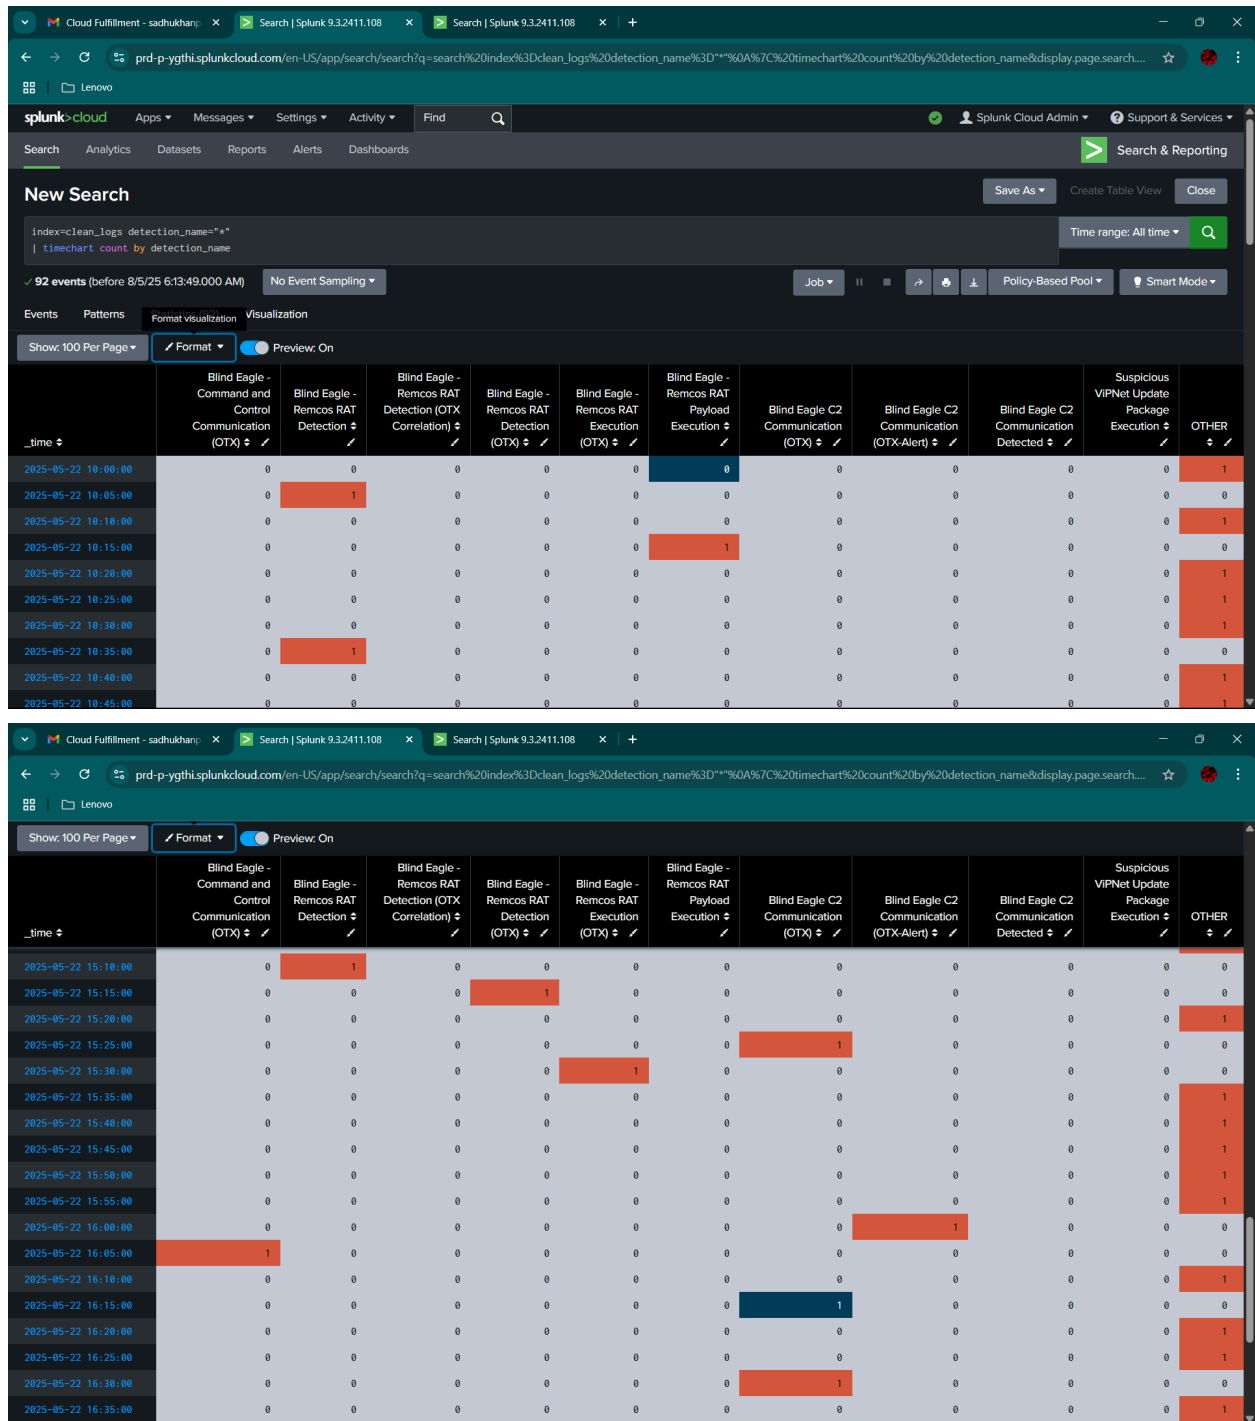 Cloud Fulfillment - sadhukhanp Search | Splunk 9.3.2411.108 Search | Splunk 9.3.2411.108
prd-p-ygthi.splunkcloud.com/en-US/app/search/search?q=search%20index%3Dclean_logs%20detection_name%3D"*"%0A%7C%20timechart%20count%20by%20detection_name&display.page.search....
Lenovo
splunk>cloud Apps Messages Settings Activity Find Splunk Cloud Admin Support & Services
Search Analytics Datasets Reports Alerts Dashboards Search & Reporting
New Search Save As Create Table View Close
index=clean_logs detection_name="*" Time range: All time
| timechart count by detection_name
92 events (before 8/5/25 6:13:49.000 AM) No Event Sampling Job Policy-Based Pool Smart Mode
Events Patterns Visualization
Format visualization
Show: 100 Per Page Format Preview: On
_time Blind Eagle - Command and Control Communication (OTX) Blind Eagle - Remcos RAT Detection Blind Eagle - Remcos RAT Detection (OTX Correlation) Blind Eagle - Remcos RAT Detection (OTX) Blind Eagle - Remcos RAT Execution (OTX) Blind Eagle - Remcos RAT Payload Execution Blind Eagle C2 Communication (OTX) Blind Eagle C2 Communication (OTX-Alert) Blind Eagle C2 Communication Detected Suspicious ViPNet Update Package Execution OTHER
2025-05-22 10:00:00 0 0 0 0 0 0 0 0 0 0 1
2025-05-22 10:05:00 0 1 0 0 0 0 0 0 0 0 0
2025-05-22 10:10:00 0 0 0 0 0 0 0 0 0 0 1
2025-05-22 10:15:00 0 0 0 0 0 1 0 0 0 0 0
2025-05-22 10:20:00 0 0 0 0 0 0 0 0 0 0 1
2025-05-22 10:25:00 0 0 0 0 0 0 0 0 0 0 1
2025-05-22 10:30:00 0 0 0 0 0 0 0 0 0 0 1
2025-05-22 10:35:00 0 1 0 0 0 0 0 0 0 0 0
2025-05-22 10:40:00 0 0 0 0 0 0 0 0 0 0 1
2025-05-22 10:45:00 0 0 0 0 0 0 0 0 0 0 1
Cloud Fulfillment - sadhukhanp Search | Splunk 9.3.2411.108 Search | Splunk 9.3.2411.108
prd-p-ygthi.splunkcloud.com/en-US/app/search/search?q=search%20index%3Dclean_logs%20detection_name%3D"*"%0A%7C%20timechart%20count%20by%20detection_name&display.page.search....
Lenovo
Show: 100 Per Page Format Preview: On
_time Blind Eagle - Command and Control Communication (OTX) Blind Eagle - Remcos RAT Detection Blind Eagle - Remcos RAT Detection (OTX Correlation) Blind Eagle - Remcos RAT Detection (OTX) Blind Eagle - Remcos RAT Execution (OTX) Blind Eagle - Remcos RAT Payload Execution Blind Eagle C2 Communication (OTX) Blind Eagle C2 Communication (OTX-Alert) Blind Eagle C2 Communication Detected Suspicious ViPNet Update Package Execution OTHER
2025-05-22 15:10:00 0 1 0 0 0 0 0 0 0 0 0
2025-05-22 15:15:00 0 0 0 1 0 0 0 0 0 0 0
2025-05-22 15:20:00 0 0 0 0 0 0 0 0 0 0 1
2025-05-22 15:25:00 0 0 0 0 0 0 1 0 0 0 0
2025-05-22 15:30:00 0 0 0 0 1 0 0 0 0 0 0
2025-05-22 15:35:00 0 0 0 0 0 0 0 0 0 0 1
2025-05-22 15:40:00 0 0 0 0 0 0 0 0 0 0 1
2025-05-22 15:45:00 0 0 0 0 0 0 0 0 0 0 1
2025-05-22 15:50:00 0 0 0 0 0 0 0 0 0 0 1
2025-05-22 15:55:00 0 0 0 0 0 0 0 0 0 0 1
2025-05-22 16:00:00 0 0 0 0 0 0 0 1 0 0 0
2025-05-22 16:05:00 1 0 0 0 0 0 0 0 0 0 0
2025-05-22 16:10:00 0 0 0 0 0 0 0 0 0 0 1
2025-05-22 16:15:00 0 0 0 0 0 0 1 0 0 0 0
2025-05-22 16:20:00 0 0 0 0 0 0 0 0 0 0 1
2025-05-22 16:25:00 0 0 0 0 0 0 0 0 0 0 1
2025-05-22 16:30:00 0 0 0 0 0 0 1 0 0 0 0
2025-05-22 16:35:00 0 0 0 0 0 0 0 0 0 0 1